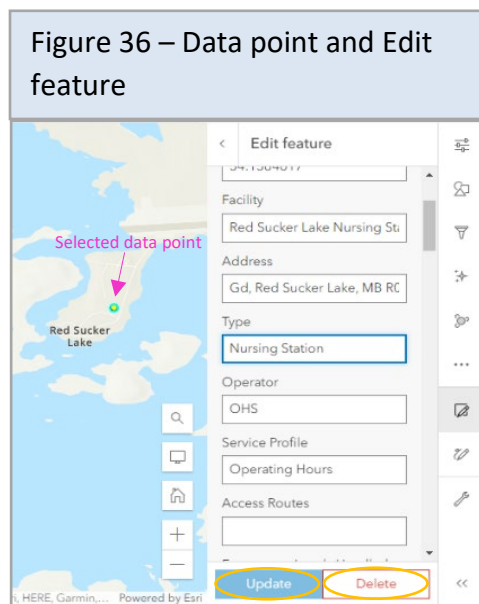 Figure 36 – Data point and Edit
feature
Edit feature
Facility
Red Sucker Lake Nursing Sta
Address
Gd, Red Sucker Lake, MB R0
Type
Nursing Station
Operator
OHS
Service Profile
Operating Hours
Access Routes
Update
Delete
Selected data point
Red Sucker
Lake
HERE, Garmin,... Powered by Esri